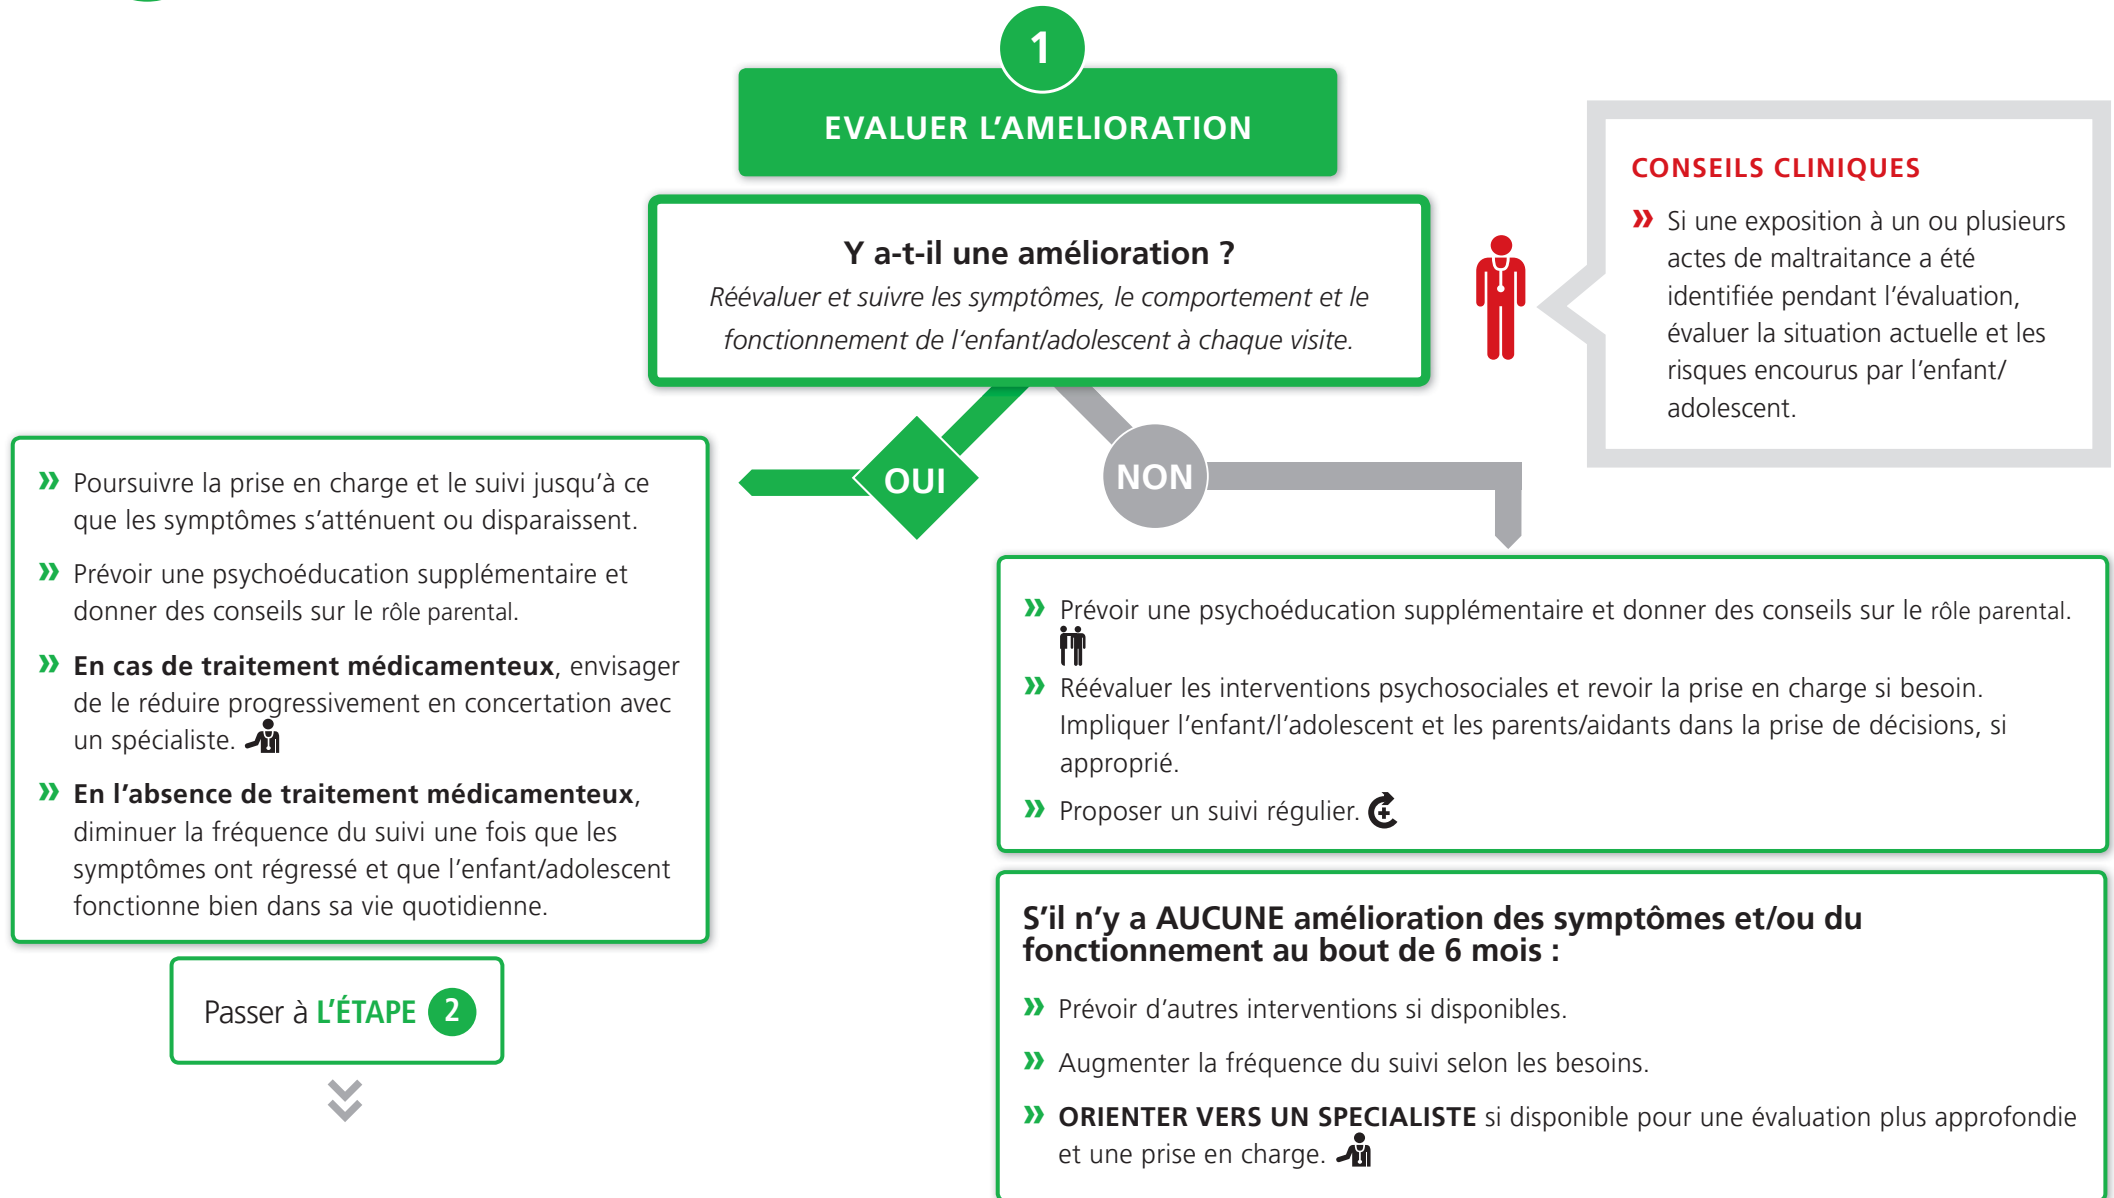 1
EVALUER L’AMELIORATION
Y a-t-il une amélioration ?
Réévaluer et suivre les symptômes, le comportement et le
fonctionnement de l’enfant/adolescent à chaque visite.
CONSEILS CLINIQUES
» Si une exposition à un ou plusieurs
actes de maltraitance a été
identifiée pendant l’évaluation,
évaluer la situation actuelle et les
risques encourus par l’enfant/
adolescent.
OUI
NON
» Poursuivre la prise en charge et le suivi jusqu’à ce
que les symptômes s’atténuent ou disparaissent.
» Prévoir une psychoéducation supplémentaire et
donner des conseils sur le rôle parental.
» En cas de traitement médicamenteux, envisager
de le réduire progressivement en concertation avec
un spécialiste.
» En l’absence de traitement médicamenteux,
diminuer la fréquence du suivi une fois que les
symptômes ont régressé et que l’enfant/adolescent
fonctionne bien dans sa vie quotidienne.
Passer à L’ÉTAPE 2
» Prévoir une psychoéducation supplémentaire et donner des conseils sur le rôle parental.
» Réévaluer les interventions psychosociales et revoir la prise en charge si besoin.
Impliquer l’enfant/l’adolescent et les parents/aidants dans la prise de décisions, si
approprié.
» Proposer un suivi régulier.
S’il n’y a AUCUNE amélioration des symptômes et/ou du
fonctionnement au bout de 6 mois :
» Prévoir d’autres interventions si disponibles.
» Augmenter la fréquence du suivi selon les besoins.
» ORIENTER VERS UN SPECIALISTE si disponible pour une évaluation plus approfondie
et une prise en charge.